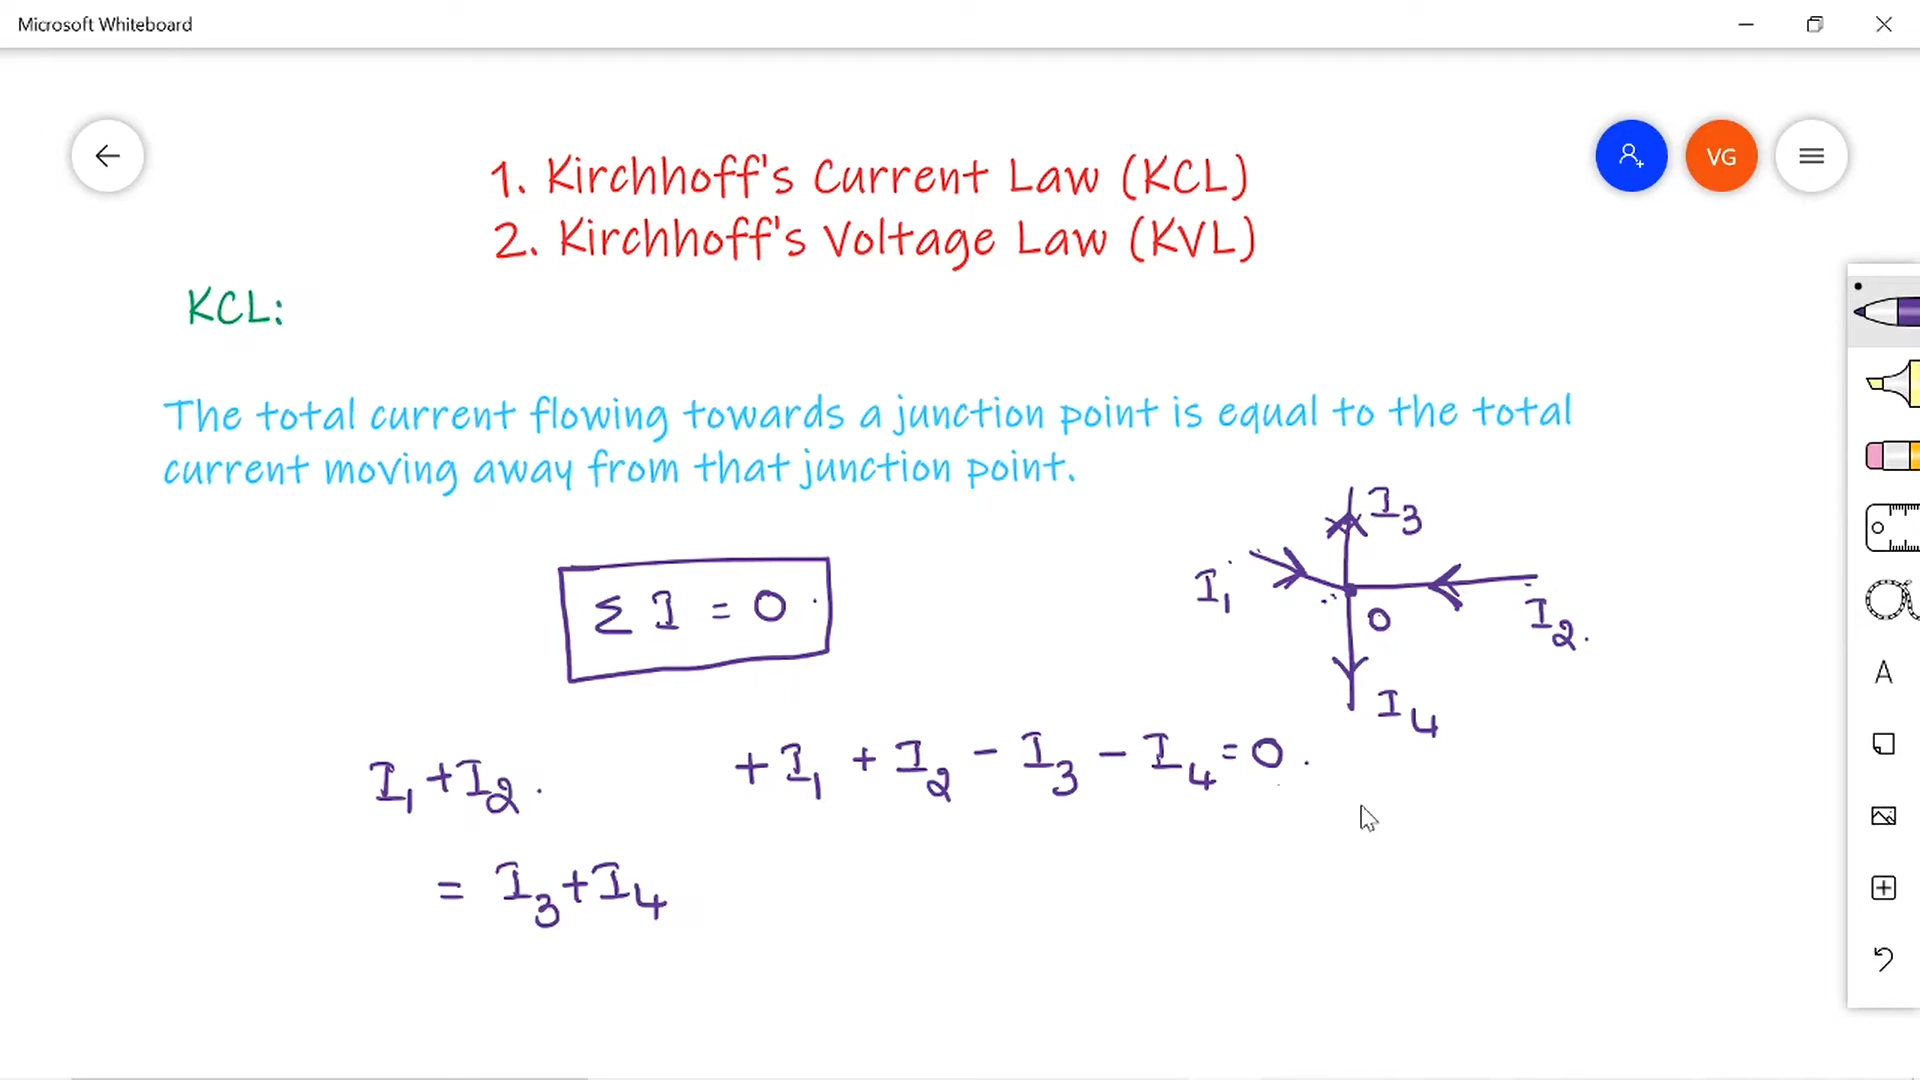 Microsoft Whiteboard
VG
1. Kirchhoff's Current Law (KCL)
2. Kirchhoff's Voltage Law (KVL)
KCL:
The total current flowing towards a junction point is equal to the total
current moving away from that junction point.
I₃
I₁
O
I₂.
I₄
Σ I = 0.
+I₁ + I₂ - I₃ - I₄ = 0.
I₁ + I₂.
= I₃ + I₄
A